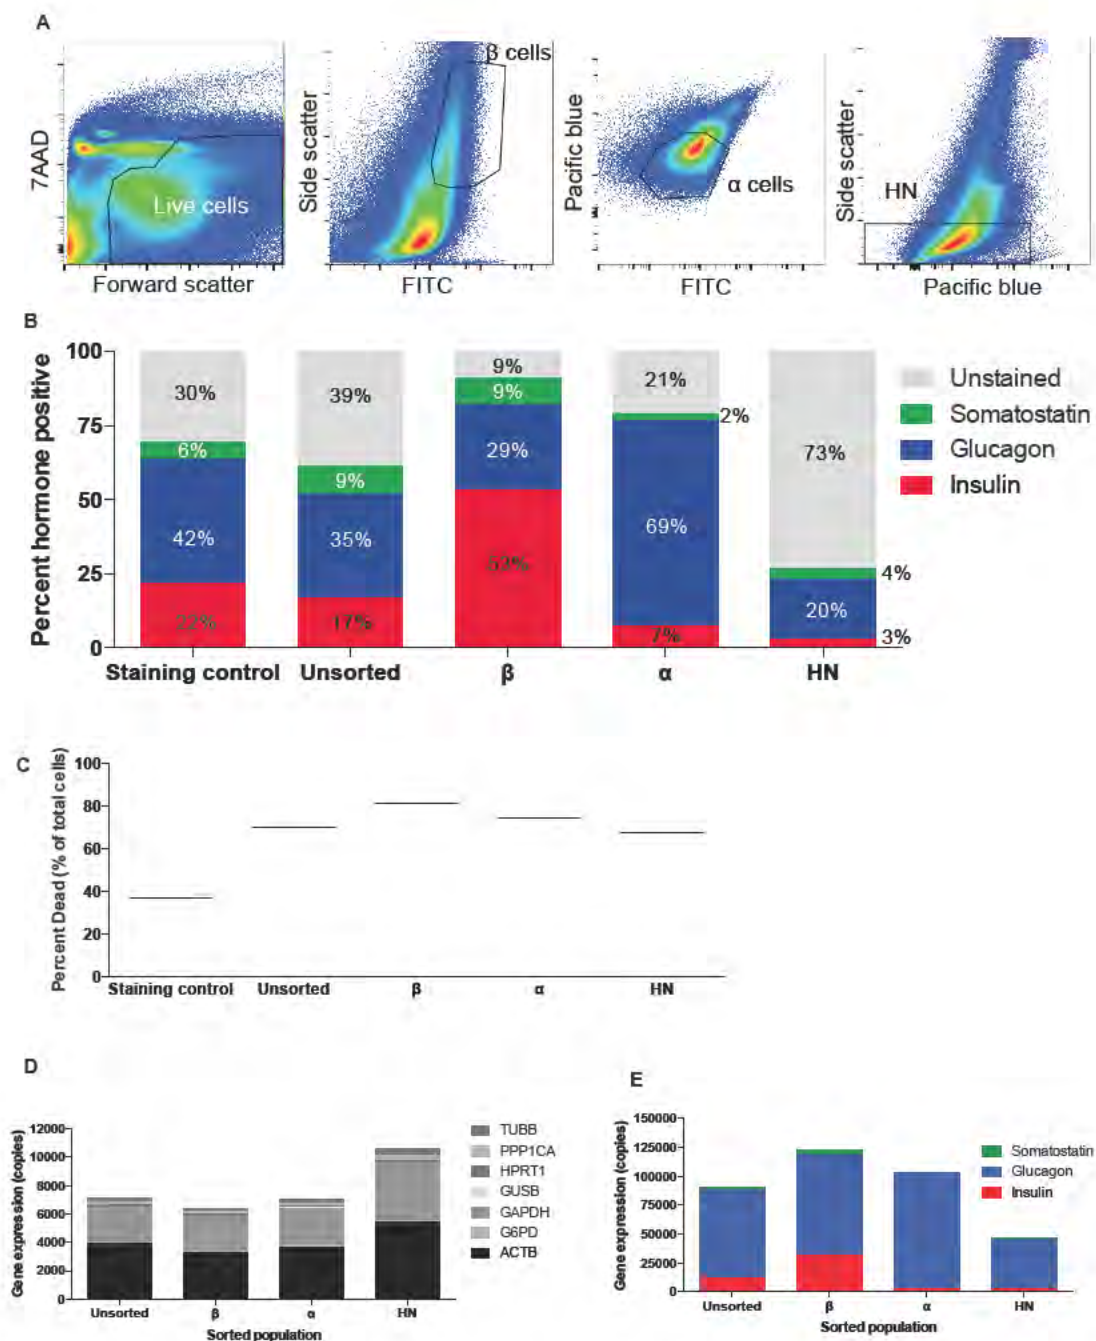 A
7AAD
Live cells
Forward scatter
Side scatter
β cells
FITC
Pacific blue
α cells
FITC
Side scatter
HN
Pacific blue
B
Percent hormone positive
100
75
50
25
0
30%
6%
42%
22%
39%
9%
35%
17%
9%
9%
29%
53%
21%
2%
69%
7%
73%
4%
20%
3%
Staining control
Unsorted
β
α
HN
Unstained
Somatostatin
Glucagon
Insulin
C
Percent Dead (% of total cells)
100
80
60
40
20
0
Staining control
Unsorted
β
α
HN
D
Gene expression (copies)
12000
10000
8000
6000
4000
2000
0
Unsorted
β
α
HN
Sorted population
TUBB
PPP1CA
HPRT1
GUSB
GAPDH
G6PD
ACTB
E
Gene expression (copies)
150000
125000
100000
75000
50000
25000
0
Unsorted
β
α
HN
Sorted population
Somatostatin
Glucagon
Insulin